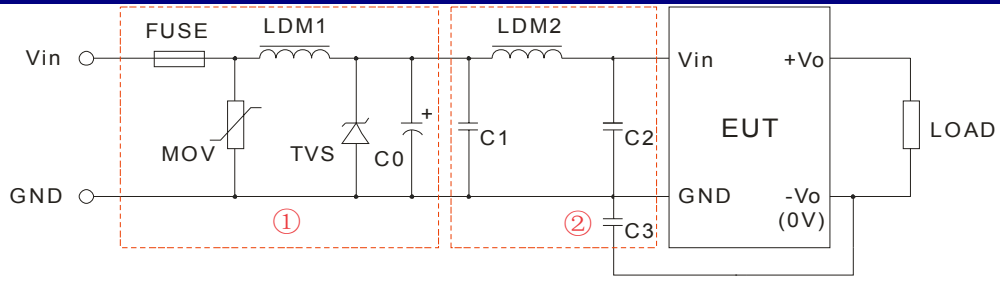 FUSE
LDM1
LDM2
Vin
Vin
+Vo
MOV
TVS
C0
+
C1
C2
EUT
LOAD
GND
GND
-Vo
(0V)
①
②
C3